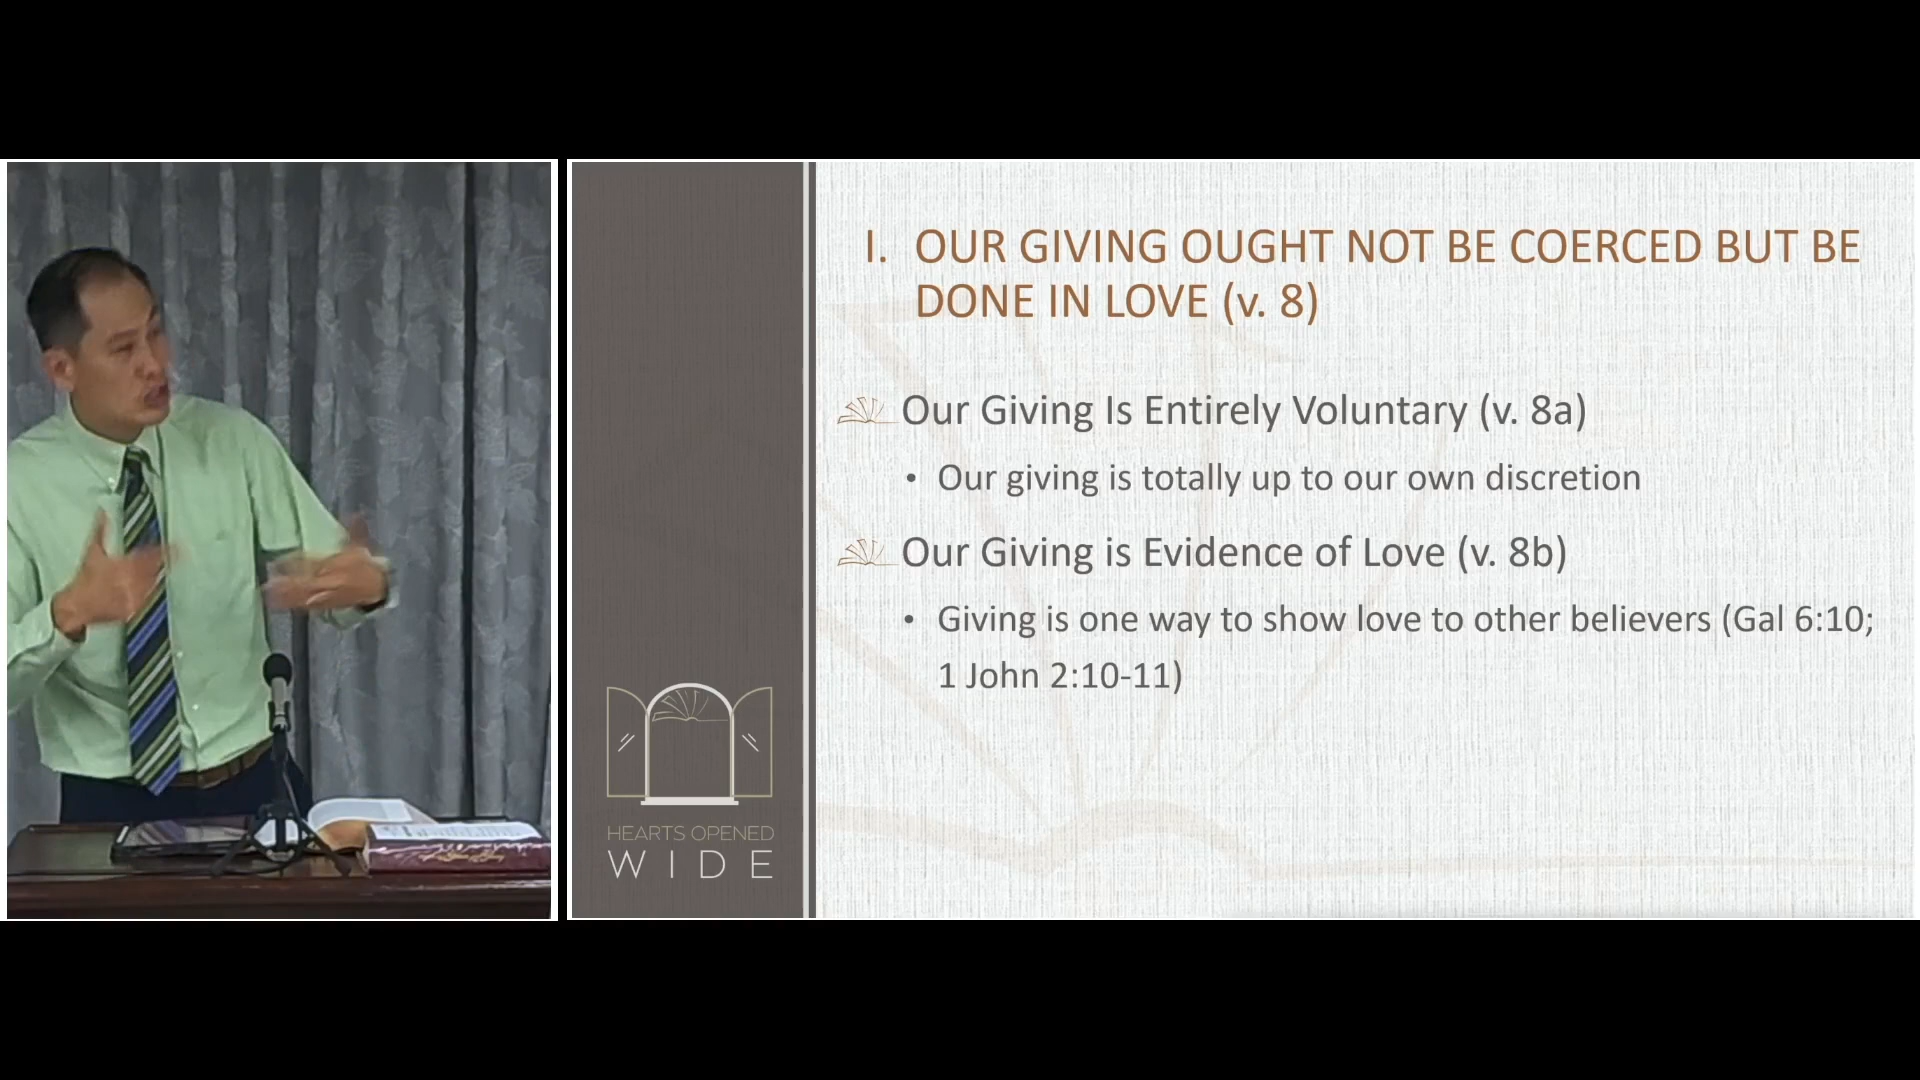 I. OUR GIVING OUGHT NOT BE COERCED BUT BE
DONE IN LOVE (v. 8)
Our Giving Is Entirely Voluntary (v. 8a)
• Our giving is totally up to our own discretion
Our Giving is Evidence of Love (v. 8b)
• Giving is one way to show love to other believers (Gal 6:10;
1 John 2:10-11)
HEARTS OPENED
WIDE